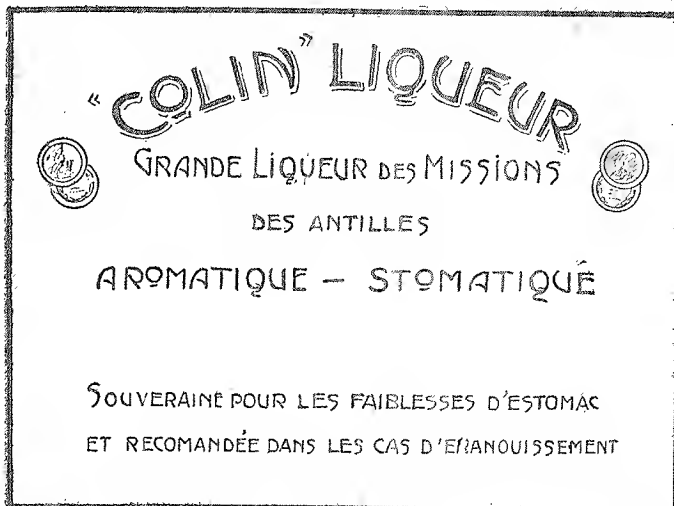 "COLIN" LIQUEUR
GRANDE LIQUEUR DES MISSIONS
DES ANTILLES
AROMATIQUE – STOMATIQUE
SOUVERAINE POUR LES FAIBLESSES D'ESTOMAC
ET RECOMANDÉE DANS LES CAS D'EFFANOUISSEMENT